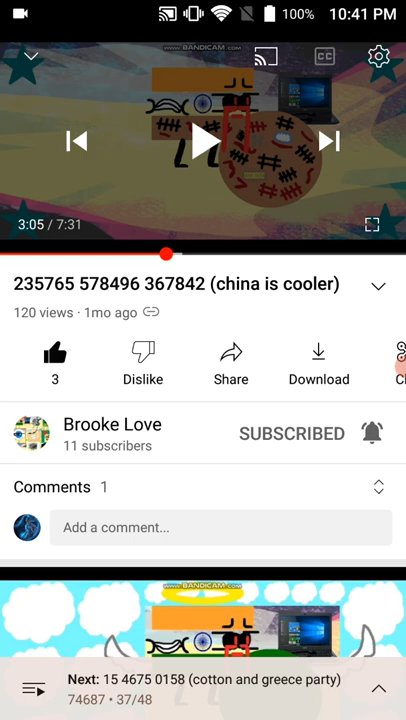 100% 10:41 PM
www.BANDICAM.com
CC
3:05 / 7:31
235765 578496 367842 (china is cooler)
120 views · 1mo ago
3 Dislike Share Download
Brooke Love
SUBSCRIBED
11 subscribers
Comments 1
Add a comment...
www.BANDICAM.com
Next: 15 4675 0158 (cotton and greece party)
74687 • 37/48